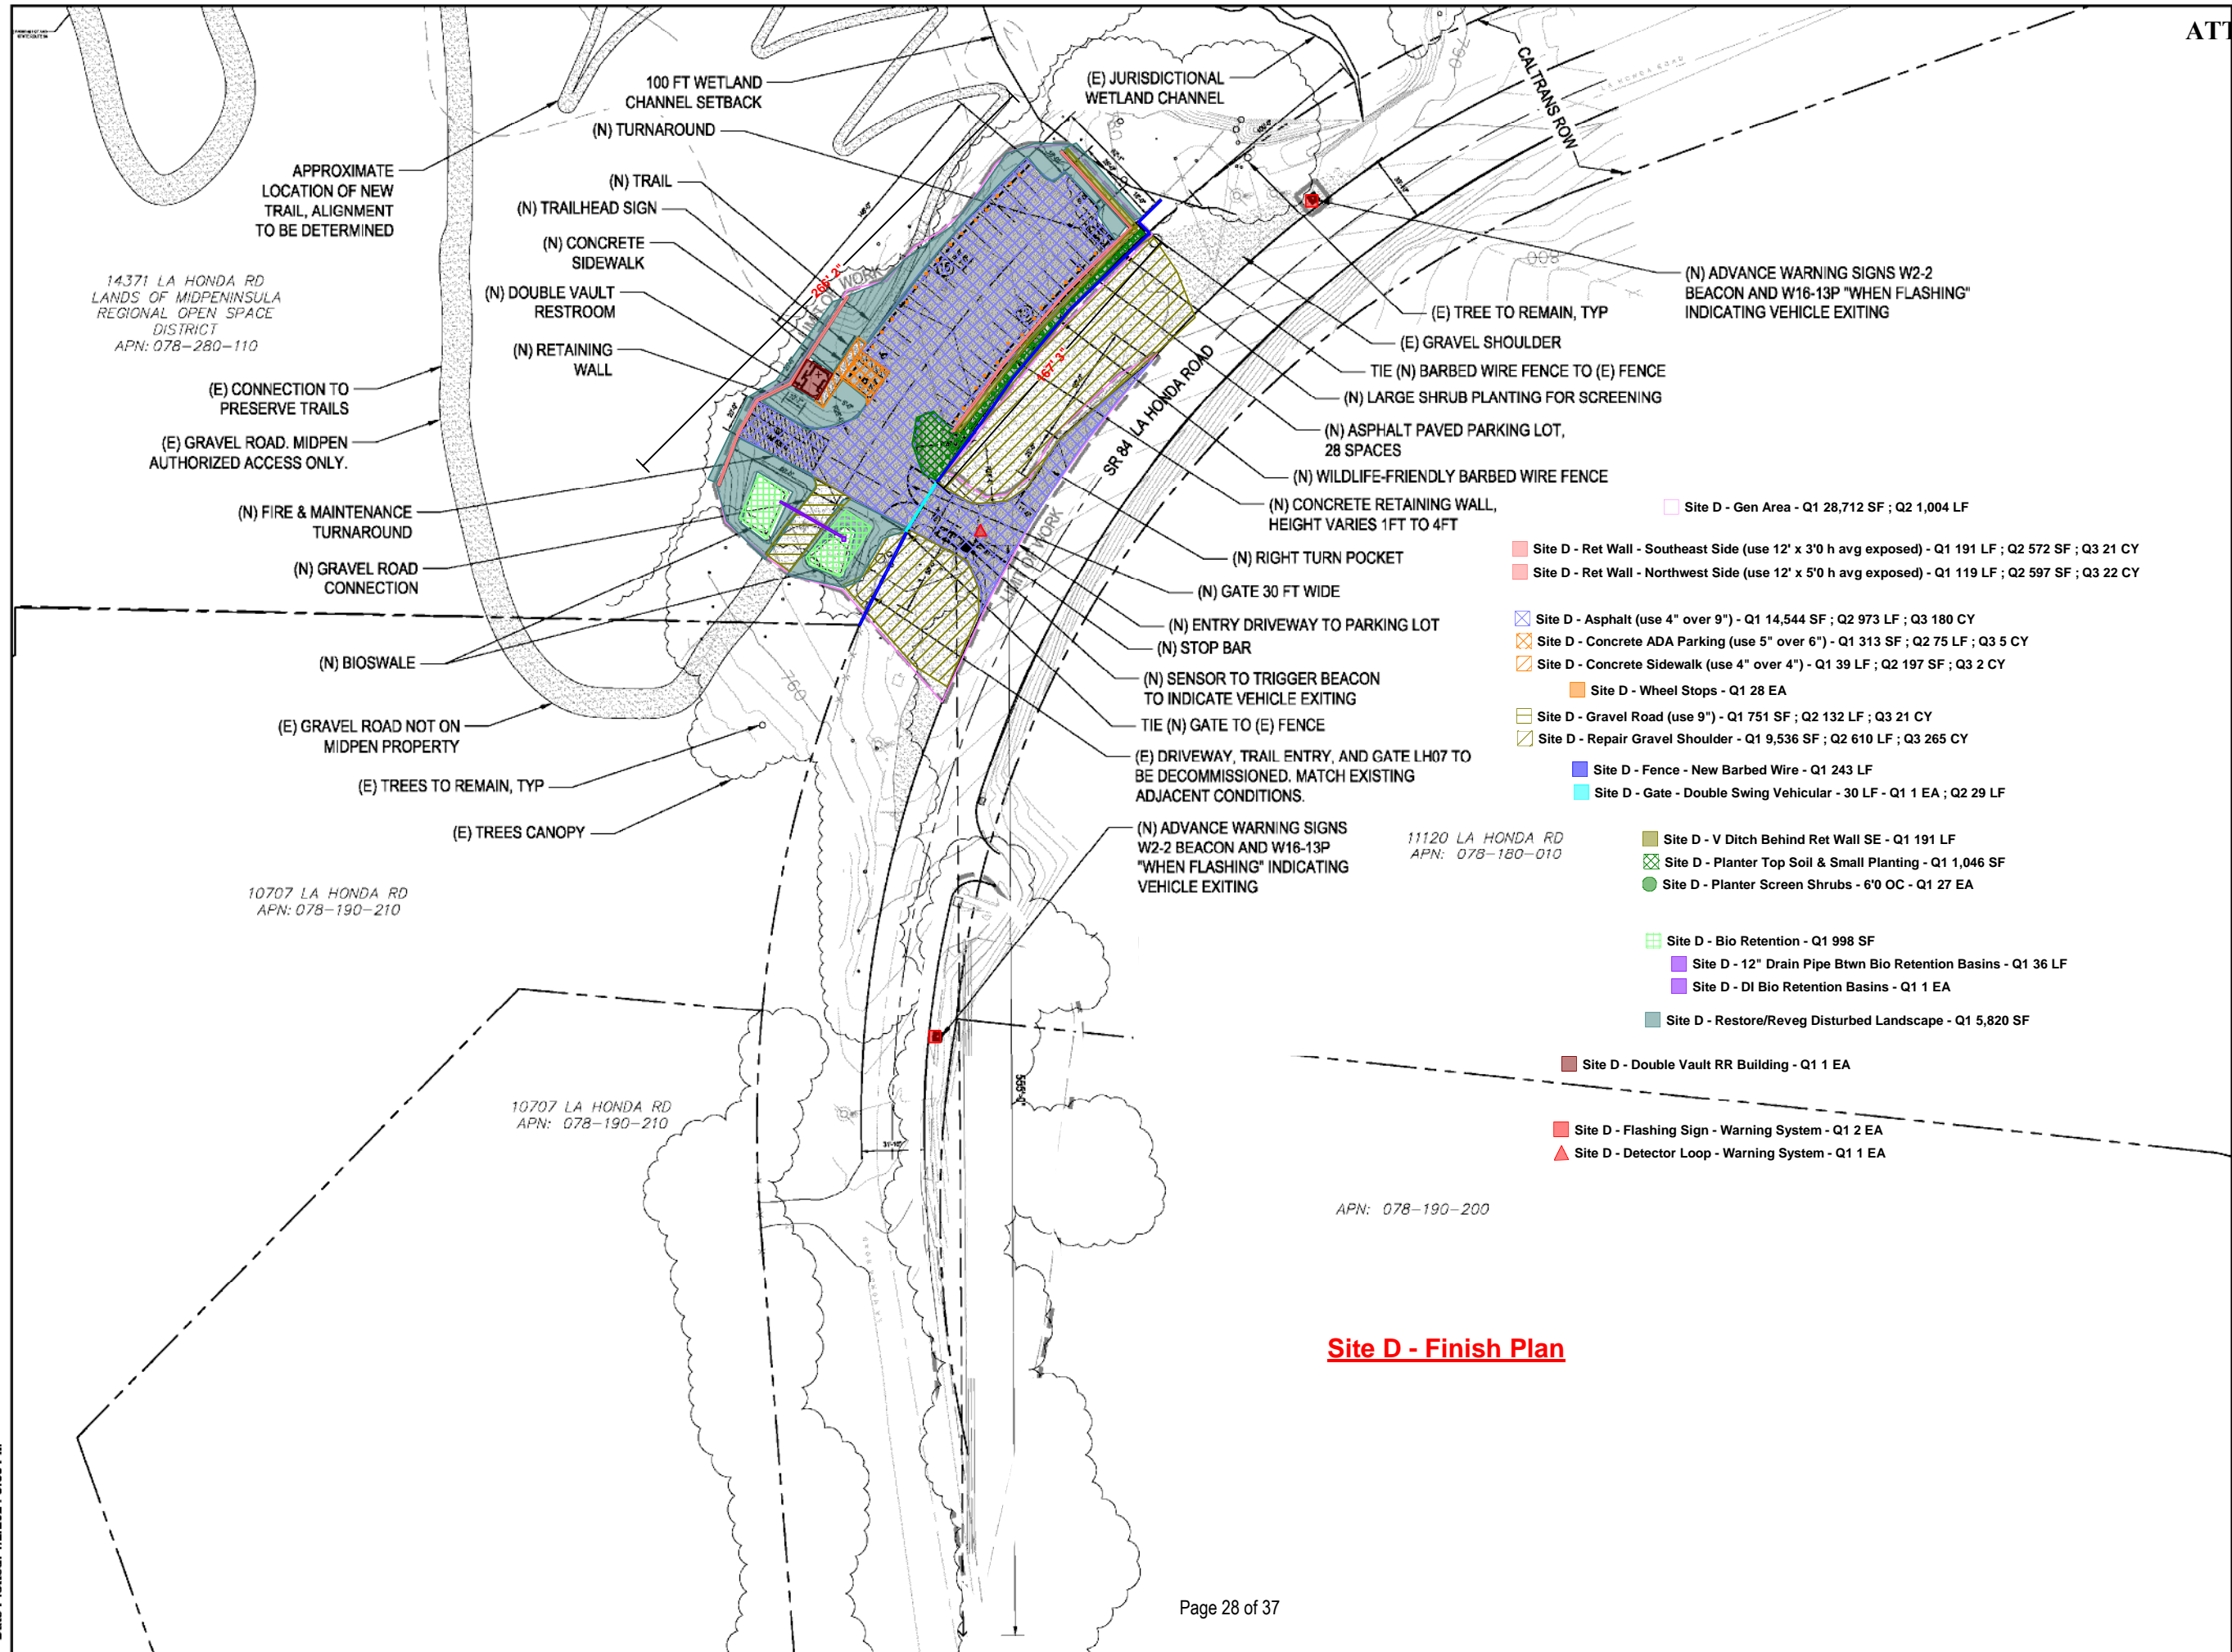 ATT
100 FT WETLAND
CHANNEL SETBACK
(N) TURNAROUND
(E) JURISDICTIONAL
WETLAND CHANNEL
CALTRANS ROW
LA HONDA ROAD
790
800
APPROXIMATE
LOCATION OF NEW
TRAIL, ALIGNMENT
TO BE DETERMINED
(N) TRAIL
(N) TRAILHEAD SIGN
(N) CONCRETE
SIDEWALK
(N) DOUBLE VAULT
RESTROOM
(N) RETAINING
WALL
14371 LA HONDA RD
LANDS OF MIDPENINSULA
REGIONAL OPEN SPACE
DISTRICT
APN: 078-280-110
(E) CONNECTION TO
PRESERVE TRAILS
(E) GRAVEL ROAD. MIDPEN
AUTHORIZED ACCESS ONLY.
(N) FIRE & MAINTENANCE
TURNAROUND
(N) GRAVEL ROAD
CONNECTION
(N) BIOSWALE
(E) GRAVEL ROAD NOT ON
MIDPEN PROPERTY
(E) TREES TO REMAIN, TYP
(E) TREES CANOPY
266' 2"
167' 3"
LIMIT OF WORK
SR 84 LA HONDA ROAD
LIMIT OF WORK
760
(N) ADVANCE WARNING SIGNS W2-2
BEACON AND W16-13P "WHEN FLASHING"
INDICATING VEHICLE EXITING
(E) TREE TO REMAIN, TYP
(E) GRAVEL SHOULDER
TIE (N) BARBED WIRE FENCE TO (E) FENCE
(N) LARGE SHRUB PLANTING FOR SCREENING
(N) ASPHALT PAVED PARKING LOT,
28 SPACES
(N) WILDLIFE-FRIENDLY BARBED WIRE FENCE
(N) CONCRETE RETAINING WALL,
HEIGHT VARIES 1FT TO 4FT
(N) RIGHT TURN POCKET
(N) GATE 30 FT WIDE
(N) ENTRY DRIVEWAY TO PARKING LOT
(N) STOP BAR
(N) SENSOR TO TRIGGER BEACON
TO INDICATE VEHICLE EXITING
TIE (N) GATE TO (E) FENCE
(E) DRIVEWAY, TRAIL ENTRY, AND GATE LH07 TO
BE DECOMMISSIONED. MATCH EXISTING
ADJACENT CONDITIONS.
(N) ADVANCE WARNING SIGNS
W2-2 BEACON AND W16-13P
"WHEN FLASHING" INDICATING
VEHICLE EXITING
Site D - Gen Area - Q1 28,712 SF ; Q2 1,004 LF
Site D - Ret Wall - Southeast Side (use 12' x 3'0 h avg exposed) - Q1 191 LF ; Q2 572 SF ; Q3 21 CY
Site D - Ret Wall - Northwest Side (use 12' x 5'0 h avg exposed) - Q1 119 LF ; Q2 597 SF ; Q3 22 CY
Site D - Asphalt (use 4" over 9") - Q1 14,544 SF ; Q2 973 LF ; Q3 180 CY
Site D - Concrete ADA Parking (use 5" over 6") - Q1 313 SF ; Q2 75 LF ; Q3 5 CY
Site D - Concrete Sidewalk (use 4" over 4") - Q1 39 LF ; Q2 197 SF ; Q3 2 CY
Site D - Wheel Stops - Q1 28 EA
Site D - Gravel Road (use 9") - Q1 751 SF ; Q2 132 LF ; Q3 21 CY
Site D - Repair Gravel Shoulder - Q1 9,536 SF ; Q2 610 LF ; Q3 265 CY
Site D - Fence - New Barbed Wire - Q1 243 LF
Site D - Gate - Double Swing Vehicular - 30 LF - Q1 1 EA ; Q2 29 LF
Site D - V Ditch Behind Ret Wall SE - Q1 191 LF
Site D - Planter Top Soil & Small Planting - Q1 1,046 SF
Site D - Planter Screen Shrubs - 6'0 OC - Q1 27 EA
Site D - Bio Retention - Q1 998 SF
Site D - 12" Drain Pipe Btwn Bio Retention Basins - Q1 36 LF
Site D - DI Bio Retention Basins - Q1 1 EA
Site D - Restore/Reveg Disturbed Landscape - Q1 5,820 SF
Site D - Double Vault RR Building - Q1 1 EA
Site D - Flashing Sign - Warning System - Q1 2 EA
Site D - Detector Loop - Warning System - Q1 1 EA
11120 LA HONDA RD
APN: 078-180-010
10707 LA HONDA RD
APN: 078-190-210
10707 LA HONDA RD
APN: 078-190-210
APN: 078-190-200
Site D - Finish Plan
Page 28 of 37